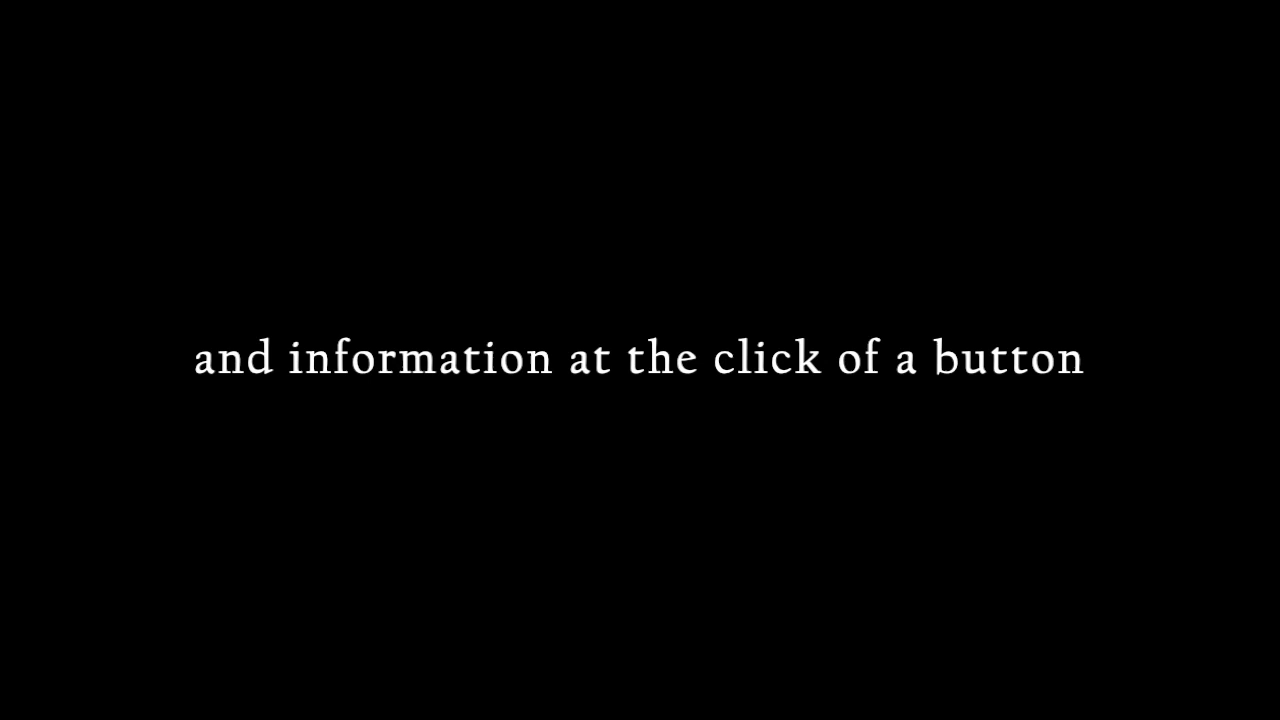 and information at the click of a button